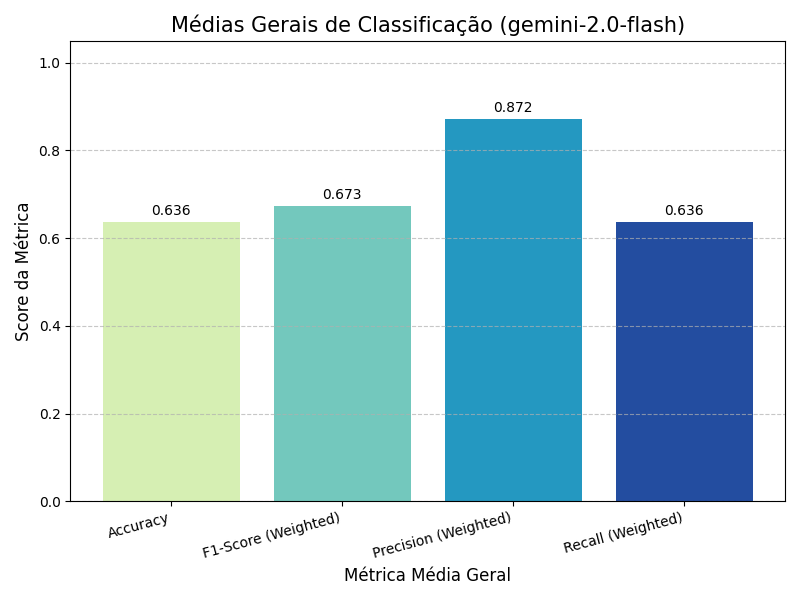 Médias Gerais de Classificação (gemini-2.0-flash)
Score da Métrica
1.0
0.8
0.6
0.4
0.2
0.0
0.636
0.673
0.872
0.636
Accuracy
F1-Score (Weighted)
Precision (Weighted)
Recall (Weighted)
Métrica Média Geral